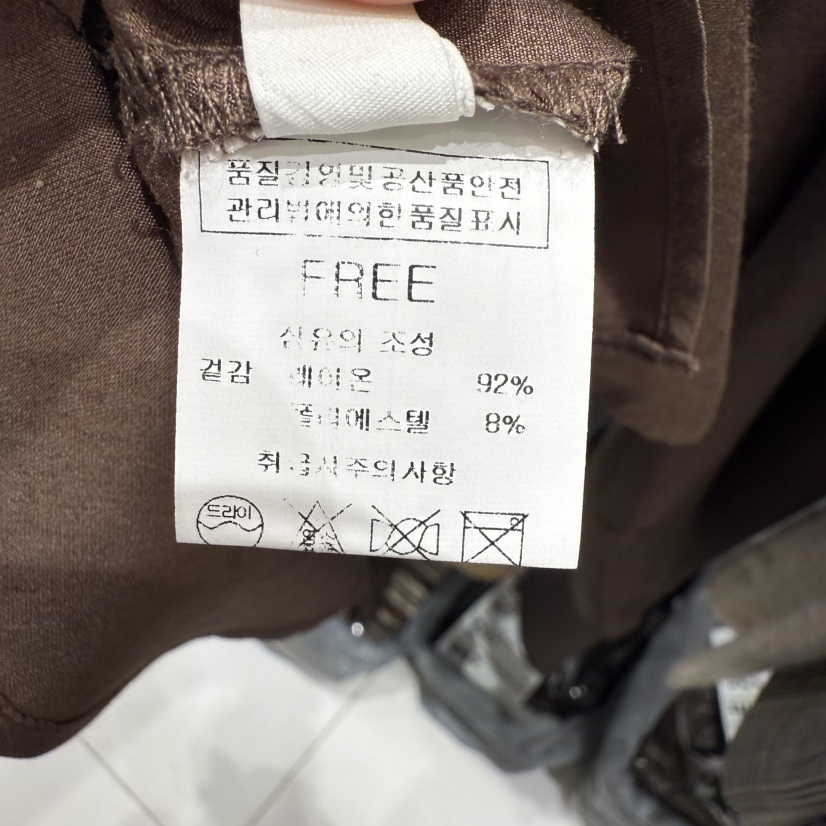 품질경영및공산품안전
관리법에의한품질표시
FREE
섬유의 조성
겉감 레이온 92%
폴리에스텔 8%
취급시주의사항
드라이